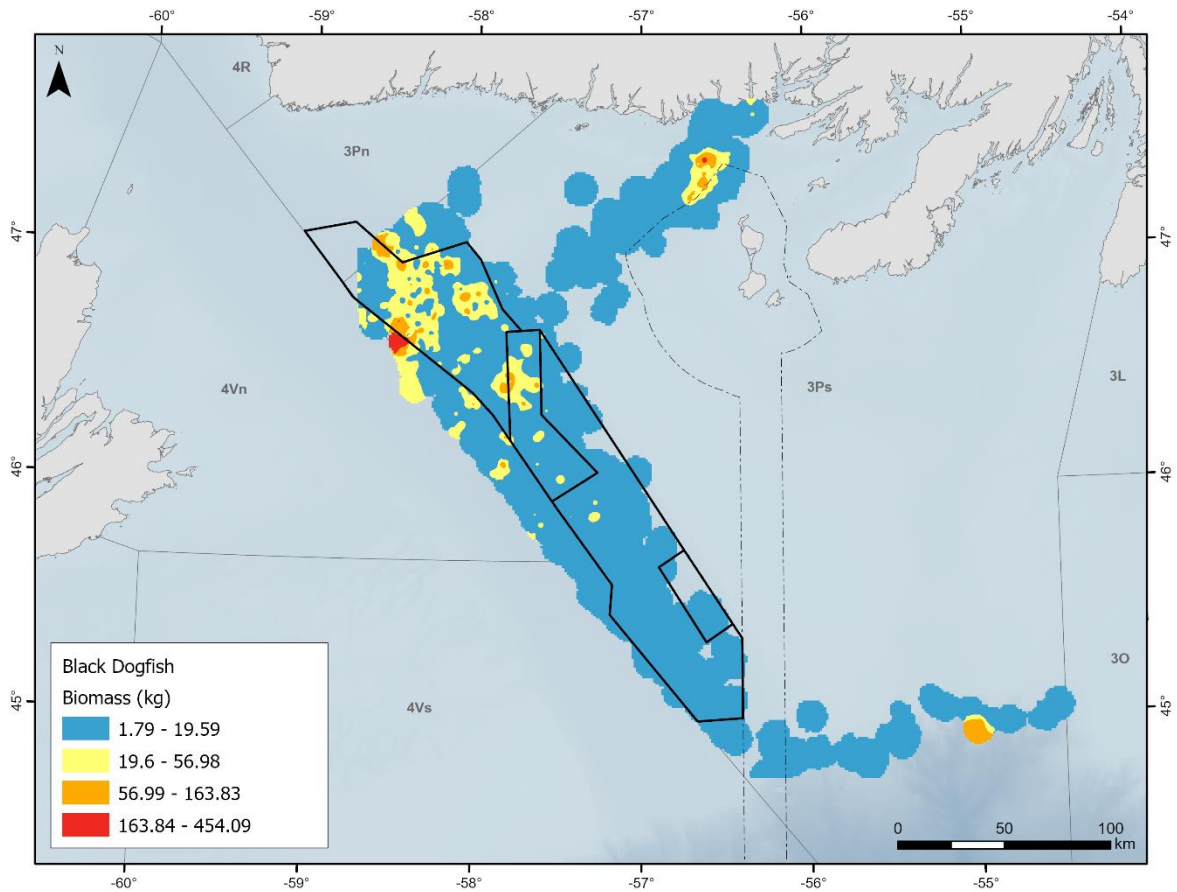 -60° -59° -58° -57° -56° -55° -54°
N
4R
3Pn
47° 47°
4Vn 3Ps 3L
46° 46°
3O
Black Dogfish
Biomass (kg)
1.79 - 19.59
19.6 - 56.98
56.99 - 163.83
163.84 - 454.09
4Vs
45° 45°
0 50 100
km
-60° -59° -58° -57° -56° -55°